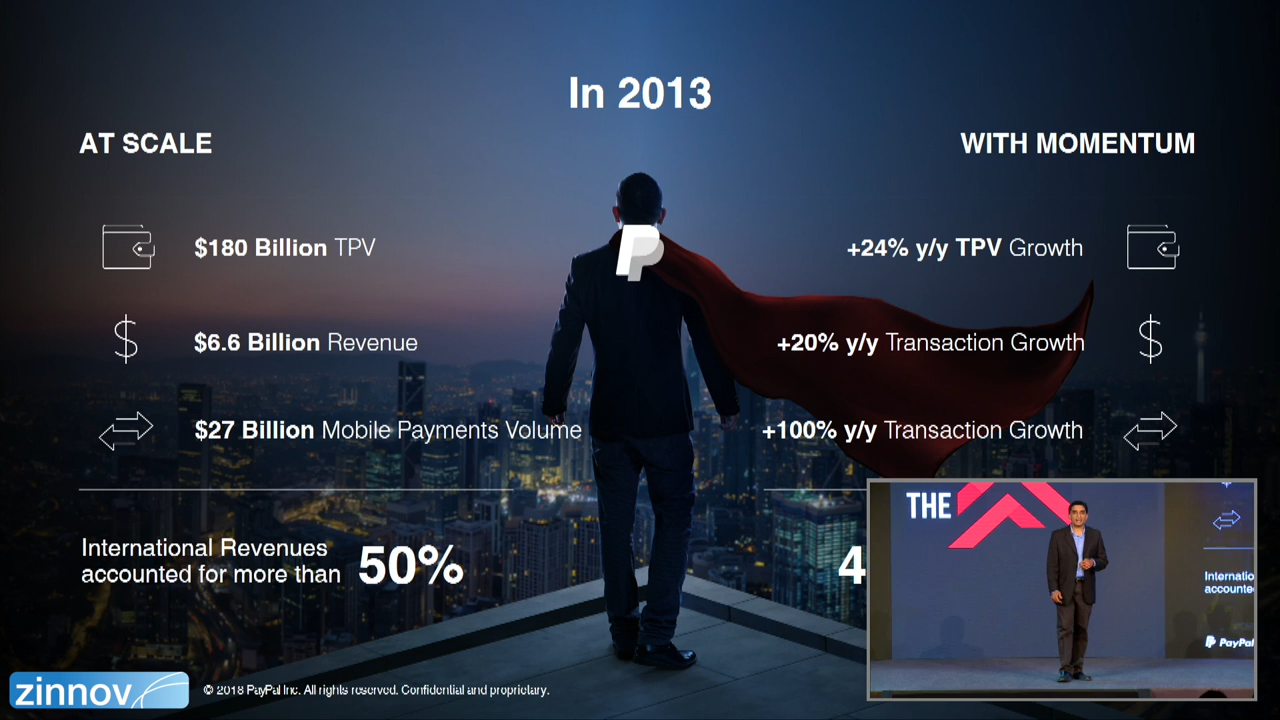 In 2013
AT SCALE
WITH MOMENTUM
$180 Billion TPV
+24% y/y TPV Growth
$6.6 Billion Revenue
+20% y/y Transaction Growth
$27 Billion Mobile Payments Volume
+100% y/y Transaction Growth
International Revenues
accounted for more than
50%
4
THE
Internatio
accounte
PayPal
zinnov
© 2018 PayPal Inc. All rights reserved. Confidential and proprietary.